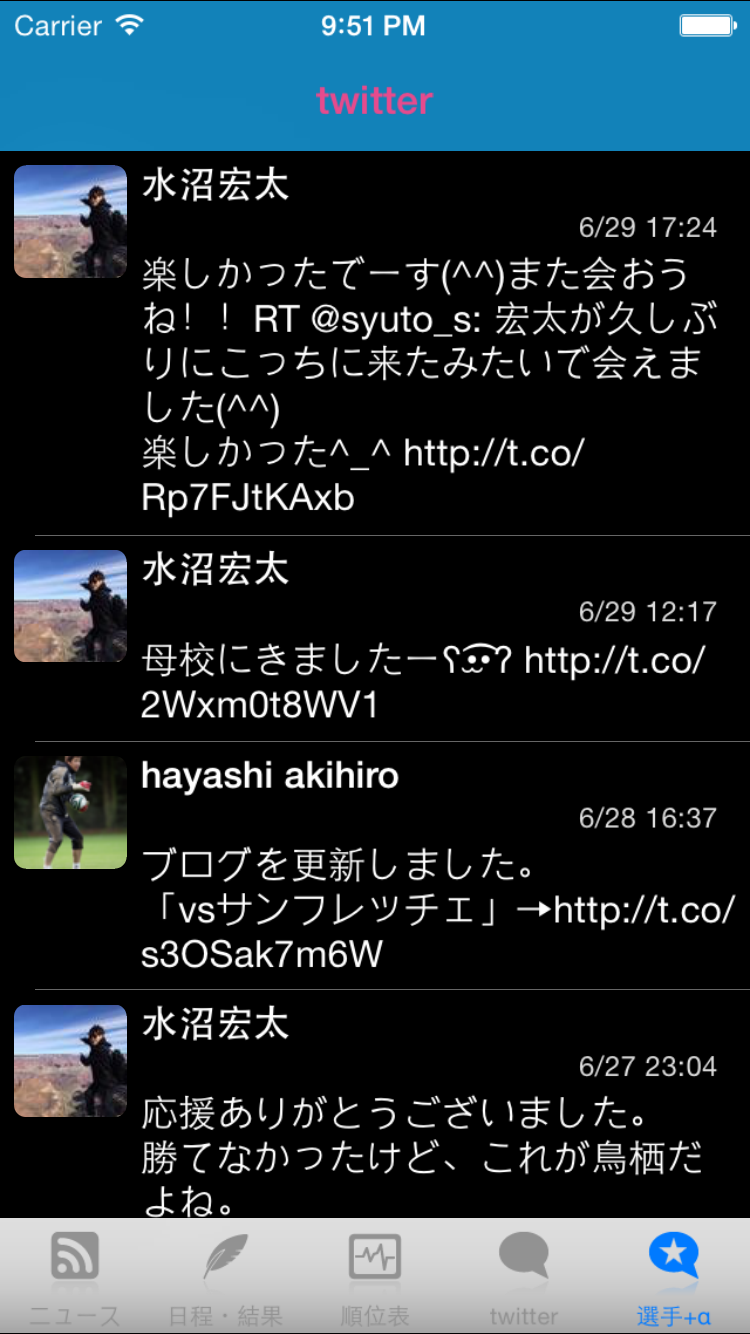 Carrier 9:51 PM
twitter
水沼宏太
6/29 17:24
楽しかったでーす(^^)また会おう
ね！！RT @syuto_s: 宏太が久しぶ
りにこっちに来たみたいで会えま
した(^^)
楽しかった^_^ http://t.co/
Rp7FJtKAxb
水沼宏太
6/29 12:17
母校にきましたーʕ•̫͡•ʔ http://t.co/
2Wxm0t8WV1
hayashi akihiro
6/28 16:37
ブログを更新しました。
「vsサンフレッチェ」→http://t.co/
s3OSak7m6W
水沼宏太
6/27 23:04
応援ありがとうございました。
勝てなかったけど、これが鳥栖だ
よね。
ニュース 日程・結果 順位表 twitter 選手+α